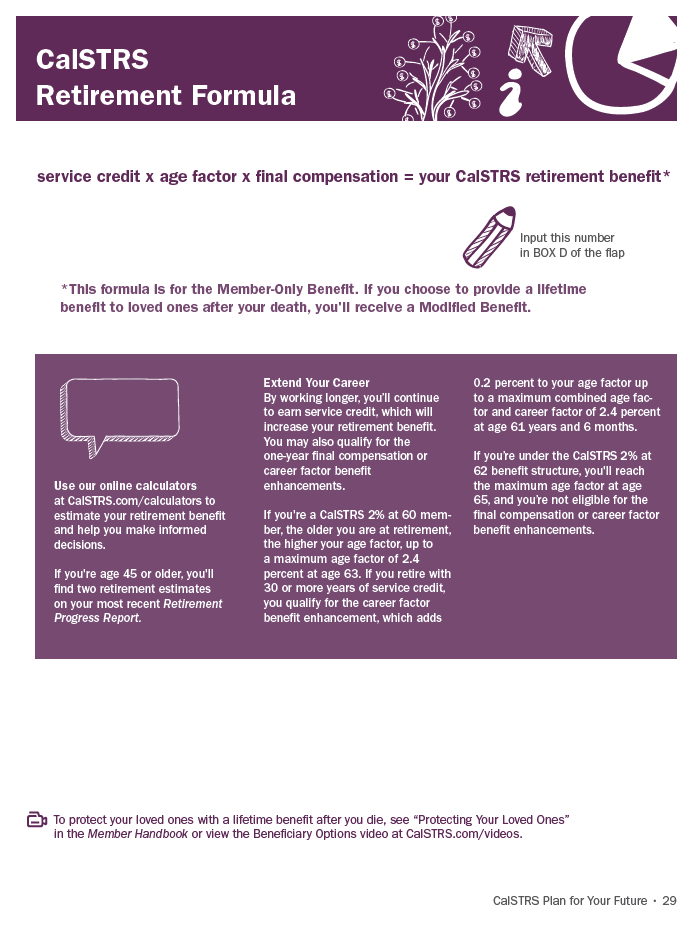 CalSTRS
Retirement Formula
service credit x age factor x final compensation = your CalSTRS retirement benefit*
Input this number
in BOX D of the flap
*This formula is for the Member-Only Benefit. If you choose to provide a lifetime
benefit to loved ones after your death, you'll receive a Modified Benefit.
Use our online calculators
at CalSTRS.com/calculators to
estimate your retirement benefit
and help you make informed
decisions.
If you're age 45 or older, you'll
find two retirement estimates
on your most recent Retirement
Progress Report.
Extend Your Career
By working longer, you'll continue
to earn service credit, which will
increase your retirement benefit.
You may also qualify for the
one-year final compensation or
career factor benefit
enhancements.
If you're a CalSTRS 2% at 60 mem-
ber, the older you are at retirement,
the higher your age factor, up to
a maximum age factor of 2.4
percent at age 63. If you retire with
30 or more years of service credit,
you qualify for the career factor
benefit enhancement, which adds
0.2 percent to your age factor up
to a maximum combined age fac-
tor and career factor of 2.4 percent
at age 61 years and 6 months.
If you're under the CalSTRS 2% at
62 benefit structure, you'll reach
the maximum age factor at age
65, and you're not eligible for the
final compensation or career factor
benefit enhancements.
To protect your loved ones with a lifetime benefit after you die, see “Protecting Your Loved Ones”
in the Member Handbook or view the Beneficiary Options video at CalSTRS.com/videos.
CalSTRS Plan for Your Future • 29